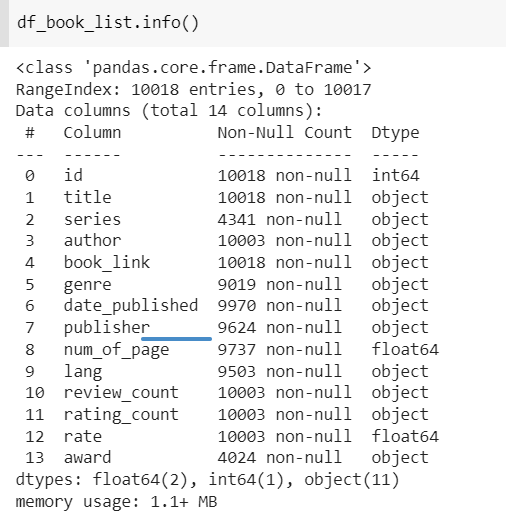 df_book_list.info()
<class 'pandas.core.frame.DataFrame'>
RangeIndex: 10018 entries, 0 to 10017
Data columns (total 14 columns):
 #   Column          Non-Null Count  Dtype
---  ------          --------------  -----
 0   id              10018 non-null  int64
 1   title           10018 non-null  object
 2   series          4341 non-null   object
 3   author          10003 non-null  object
 4   book_link       10018 non-null  object
 5   genre           9019 non-null   object
 6   date_published  9970 non-null   object
 7   publisher       9624 non-null   object
 8   num_of_page     9737 non-null   float64
 9   lang            9503 non-null   object
 10  review_count    10003 non-null  object
 11  rating_count    10003 non-null  object
 12  rate            10003 non-null  float64
 13  award           4024 non-null   object
dtypes: float64(2), int64(1), object(11)
memory usage: 1.1+ MB